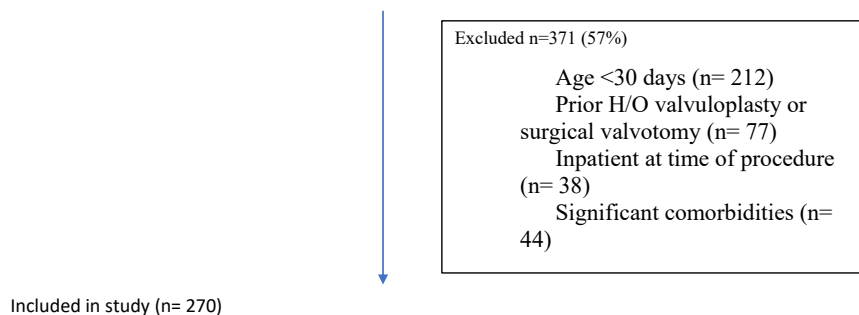 Excluded n=371 (57%)
Age <30 days (n= 212)
Prior H/O valvuloplasty or
surgical valvotomy (n= 77)
Inpatient at time of procedure
(n= 38)
Significant comorbidities (n=
44)
Included in study (n= 270)